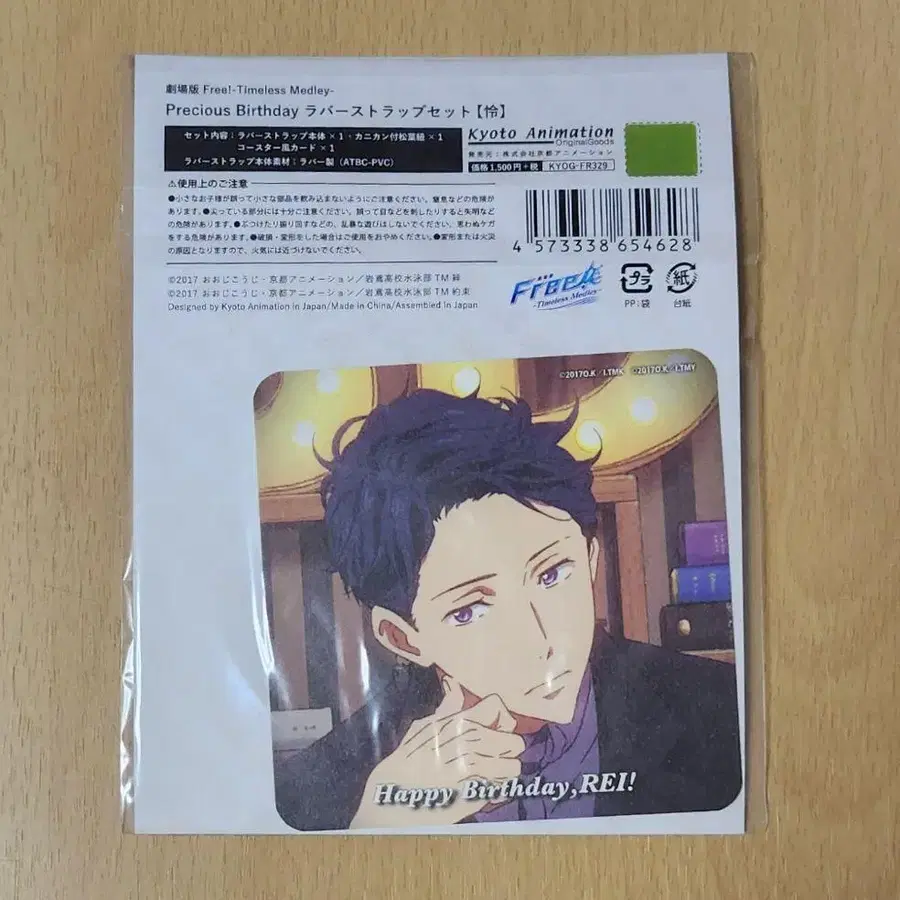 劇場版 Free!-Timeless Medley-
Precious Birthday ラバーストラップセット【怜】
セット内容：ラバーストラップ本体×1・カニカン付松葉紐×1
コースター風カード×1
ラバーストラップ本体素材：ラバー製（ATBC-PVC）
Kyoto Animation
OriginalGoods
発売元：株式会社京都アニメーション
価格1,500円+税 KYOG-FR329
⚠使用上のご注意
●小さなお子様が誤って小さな部品を飲み込まないようにご注意ください。窒息などの危険が
あります。●尖っている部分には十分ご注意ください。誤って目などを刺したりすると失明など
の危険があります。●ぶつけたり振り回すなどの、乱暴な遊びはしないでください。思わぬケガ
をする危険があります。●破損・変形をした場合はご使用をおやめください。●変形または火災
の原因となりますので、火気には近づけないでください。
4 573338 654628
©2017 おおじこうじ・京都アニメーション／岩鳶高校水泳部TM 絆
©2017 おおじこうじ・京都アニメーション／岩鳶高校水泳部TM 約束
Designed by Kyoto Animation in Japan/Made in China/Assembled in Japan
劇場版
Free!
-Timeless Medley-
プラ
PP：袋
紙
台紙
©2017O.K／I.TMK ©2017O.K／I.TMY
Happy Birthday,REI!